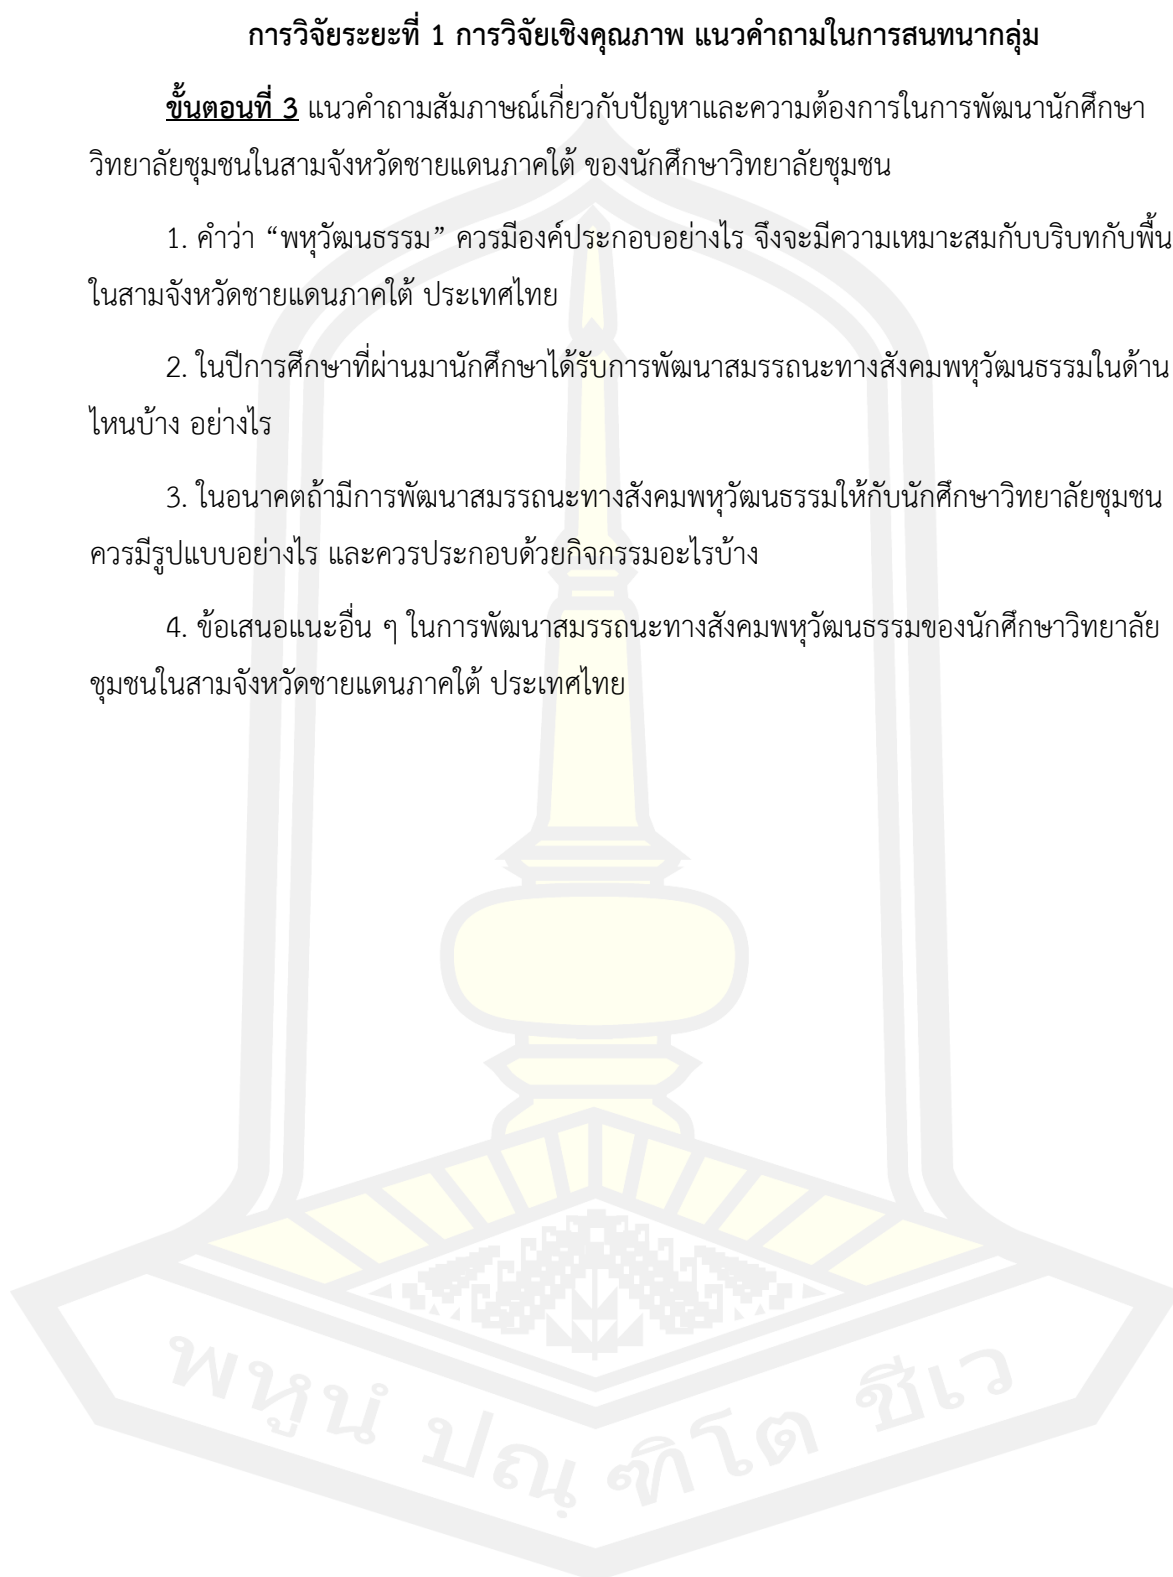 การวิจัยระยะที่ 1 การวิจัยเชิงคุณภาพ แนวคำถามในการสนทนากลุ่ม
ขั้นตอนที่ 3 แนวคำถามสัมภาษณ์เกี่ยวกับปัญหาและความต้องการในการพัฒนานักศึกษา
วิทยาลัยชุมชนในสามจังหวัดชายแดนภาคใต้ ของนักศึกษาวิทยาลัยชุมชน
1. คำว่า “พหุวัฒนธรรม” ควรมีองค์ประกอบอย่างไร จึงจะมีความเหมาะสมกับบริบทกับพื้น
ในสามจังหวัดชายแดนภาคใต้ ประเทศไทย
2. ในปีการศึกษาที่ผ่านมานักศึกษาได้รับการพัฒนาสมรรถนะทางสังคมพหุวัฒนธรรมในด้าน
ไหนบ้าง อย่างไร
3. ในอนาคตถ้ามีการพัฒนาสมรรถนะทางสังคมพหุวัฒนธรรมให้กับนักศึกษาวิทยาลัยชุมชน
ควรมีรูปแบบอย่างไร และควรประกอบด้วยกิจกรรมอะไรบ้าง
4. ข้อเสนอแนะอื่น ๆ ในการพัฒนาสมรรถนะทางสังคมพหุวัฒนธรรมของนักศึกษาวิทยาลัย
ชุมชนในสามจังหวัดชายแดนภาคใต้ ประเทศไทย
พหูนํ ปณฺฑิโต ชีเว